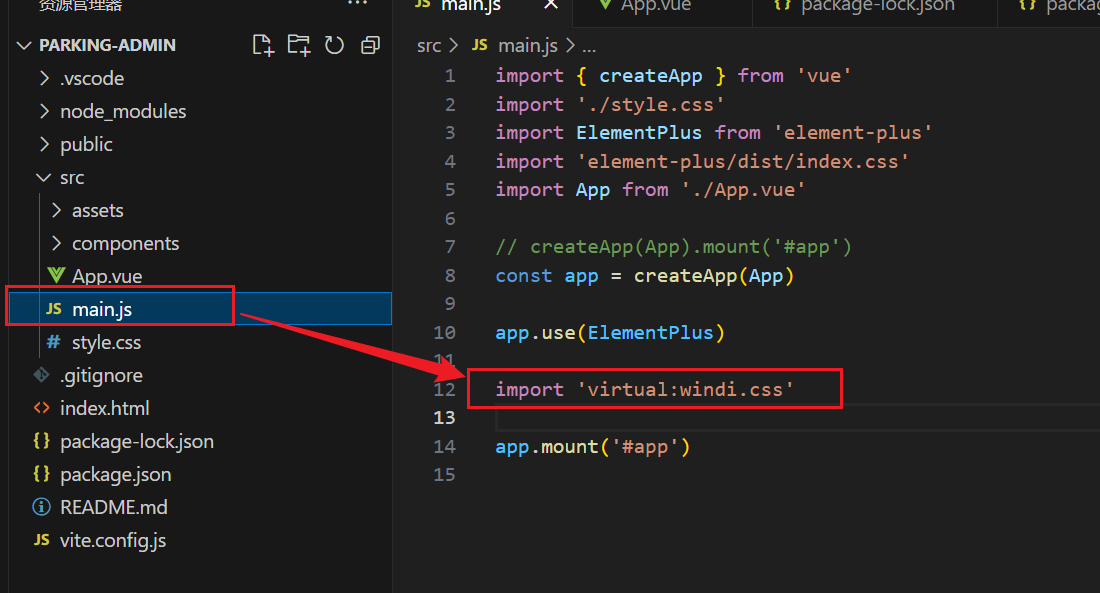 资源管理器
PARKING-ADMIN
.vscode
node_modules
public
src
assets
components
App.vue
main.js
style.css
.gitignore
index.html
package-lock.json
package.json
README.md
vite.config.js
main.js App.vue package-lock.json
src > JS main.js > ...
1 import { createApp } from 'vue'
2 import './style.css'
3 import ElementPlus from 'element-plus'
4 import 'element-plus/dist/index.css'
5 import App from './App.vue'
6
7 // createApp(App).mount('#app')
8 const app = createApp(App)
9
10 app.use(ElementPlus)
11
12 import 'virtual:windi.css'
13
14 app.mount('#app')
15